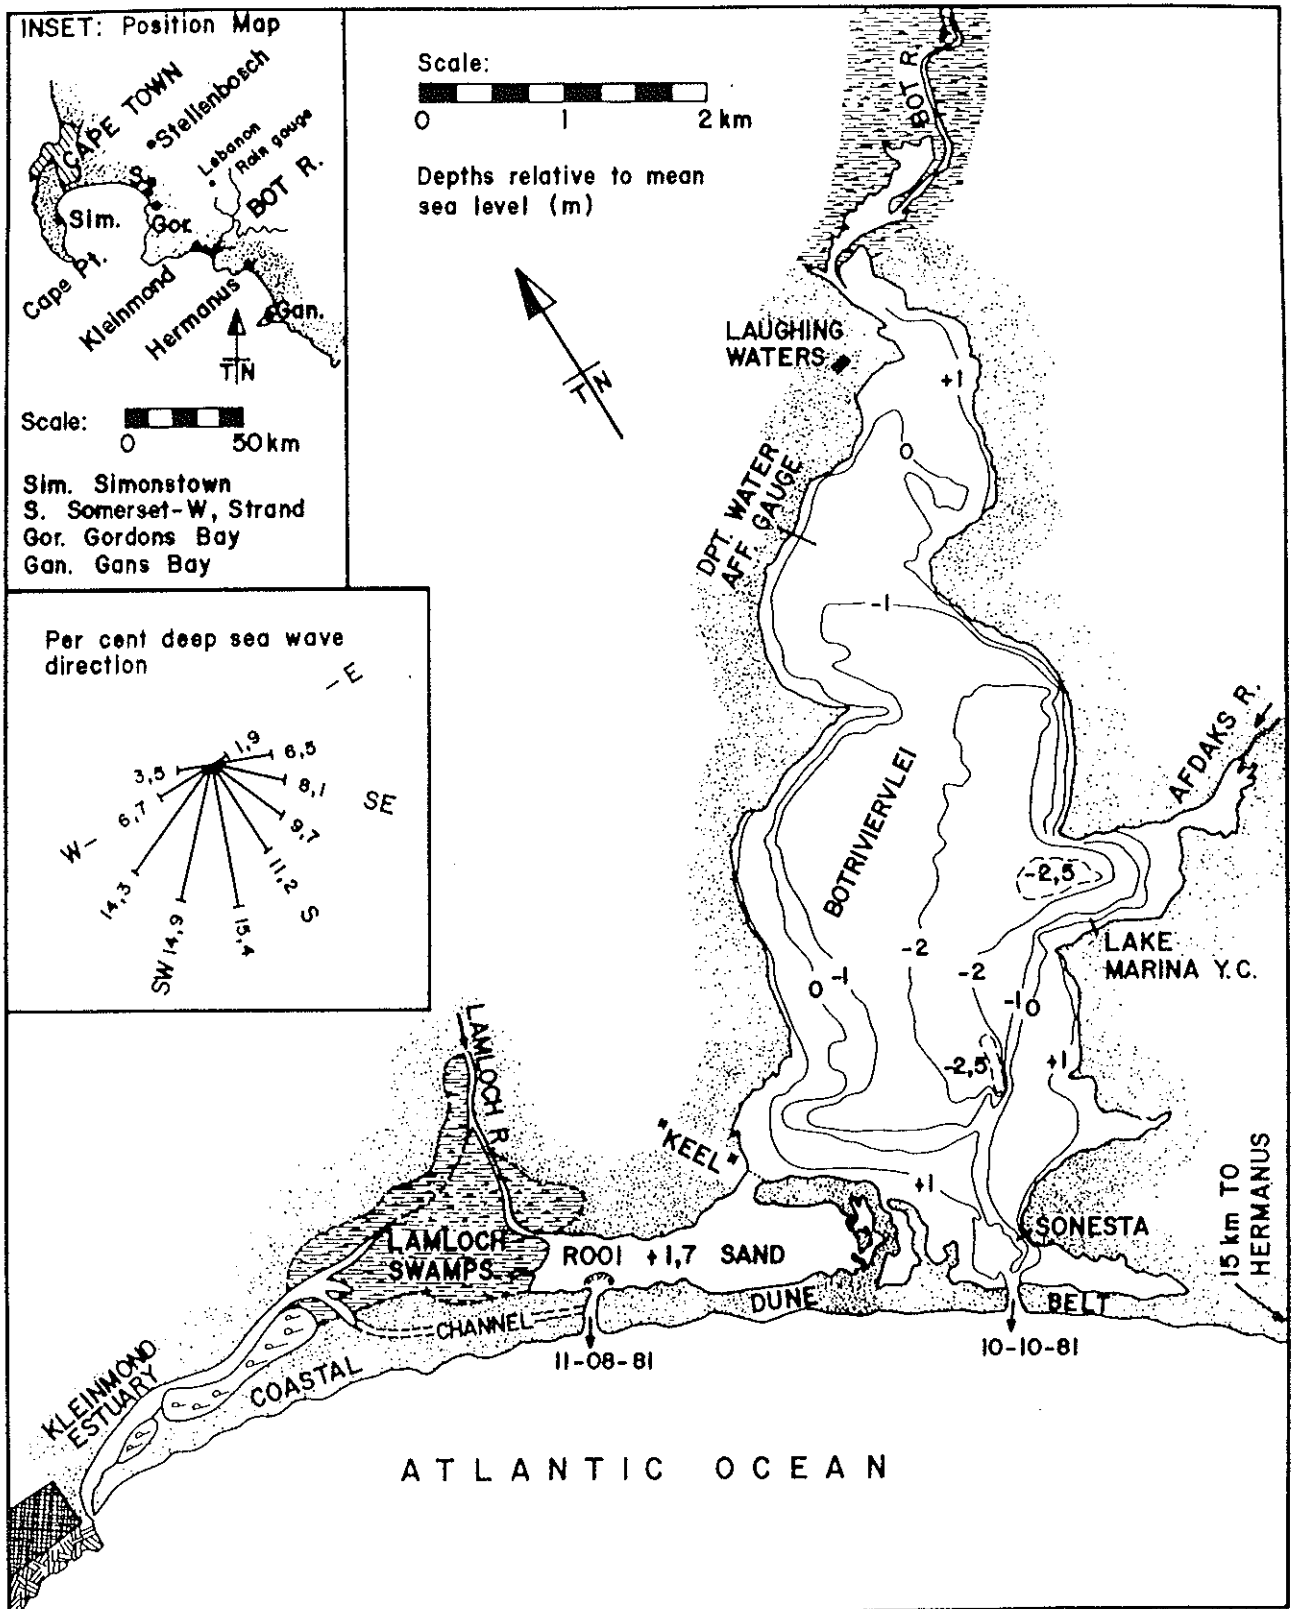 INSET: Position Map
CAPE TOWN
Stellenbosch
Lebanon
Rain gauge
BOT R.
S.
Sim.
Gor.
Cape Pt.
Kleinmond
Hermanus
Gan.
TN
Scale:
0 50 km
Sim. Simonstown
S. Somerset-W, Strand
Gor. Gordons Bay
Gan. Gans Bay
Scale:
0 1 2 km
Depths relative to mean
sea level (m)
TN
BOT R.
LAUGHING
WATERS
+1
0
DPT. WATER
AFF. GAUGE
-1
Per cent deep sea wave
direction
- E
1,9
6,5
3,5
8,1
SE
6,7
9,7
W-
11,2
14,3
S
SW
14,9
15,4
BOTRIVIERVLEI
AFDAKS R.
-2,5
LAKE
MARINA Y.C.
-2
-2
0
-1
-1
0
-2,5
+1
LAMLOCH R.
"KEEL"
+1
15 km TO
HERMANUS
SONESTA
LAMLOCH
SWAMPS
ROOI +1,7 SAND
DUNE
BELT
CHANNEL
11-08-81
10-10-81
COASTAL
KLEINMOND
ESTUARY
ATLANTIC OCEAN